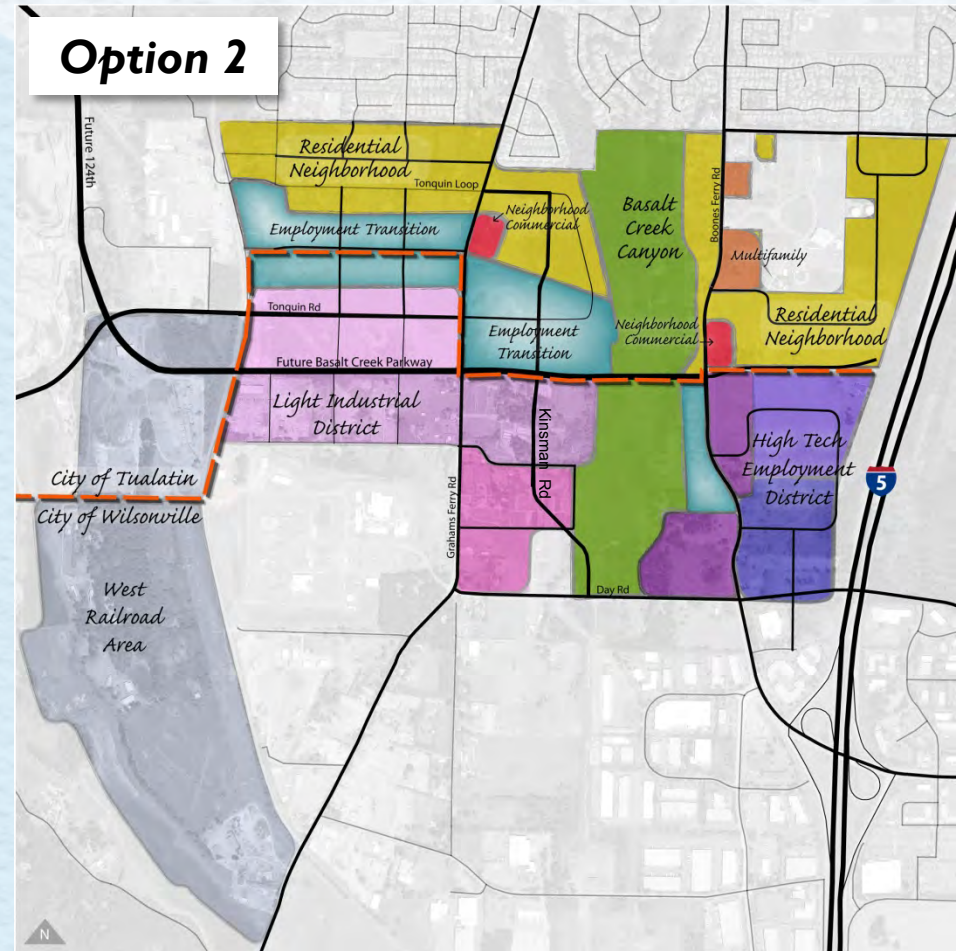 Option 2
Future 124th
Residential
Neighborhood
Tonquin Loop
Neighborhood
Commercial
Employment Transition
Basalt
Creek
Canyon
Boones Ferry Rd
Multifamily
Tonquin Rd
Employment
Transition
Neighborhood
Commercial
Residential
Neighborhood
Future Basalt Creek Parkway
Light Industrial
District
Kinsman Rd
High Tech
Employment
District
City of Tualatin
City of Wilsonville
Grahams Ferry Rd
5
West
Railroad
Area
Day Rd
N